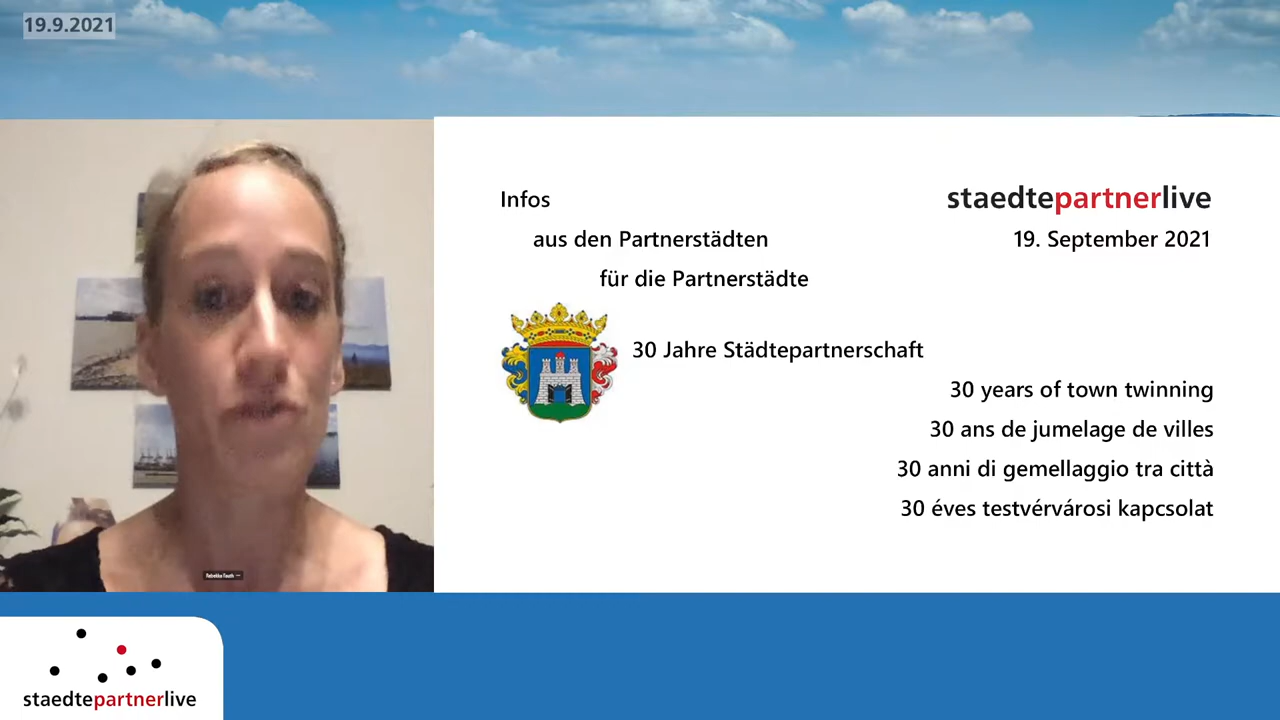 19.9.2021
Infos
aus den Partnerstädten
für die Partnerstädte
staedtepartnerlive
19. September 2021
30 Jahre Städtepartnerschaft
30 years of town twinning
30 ans de jumelage de villes
30 anni di gemellaggio tra città
30 éves testvérvárosi kapcsolat
Rebekka
staedtepartnerlive